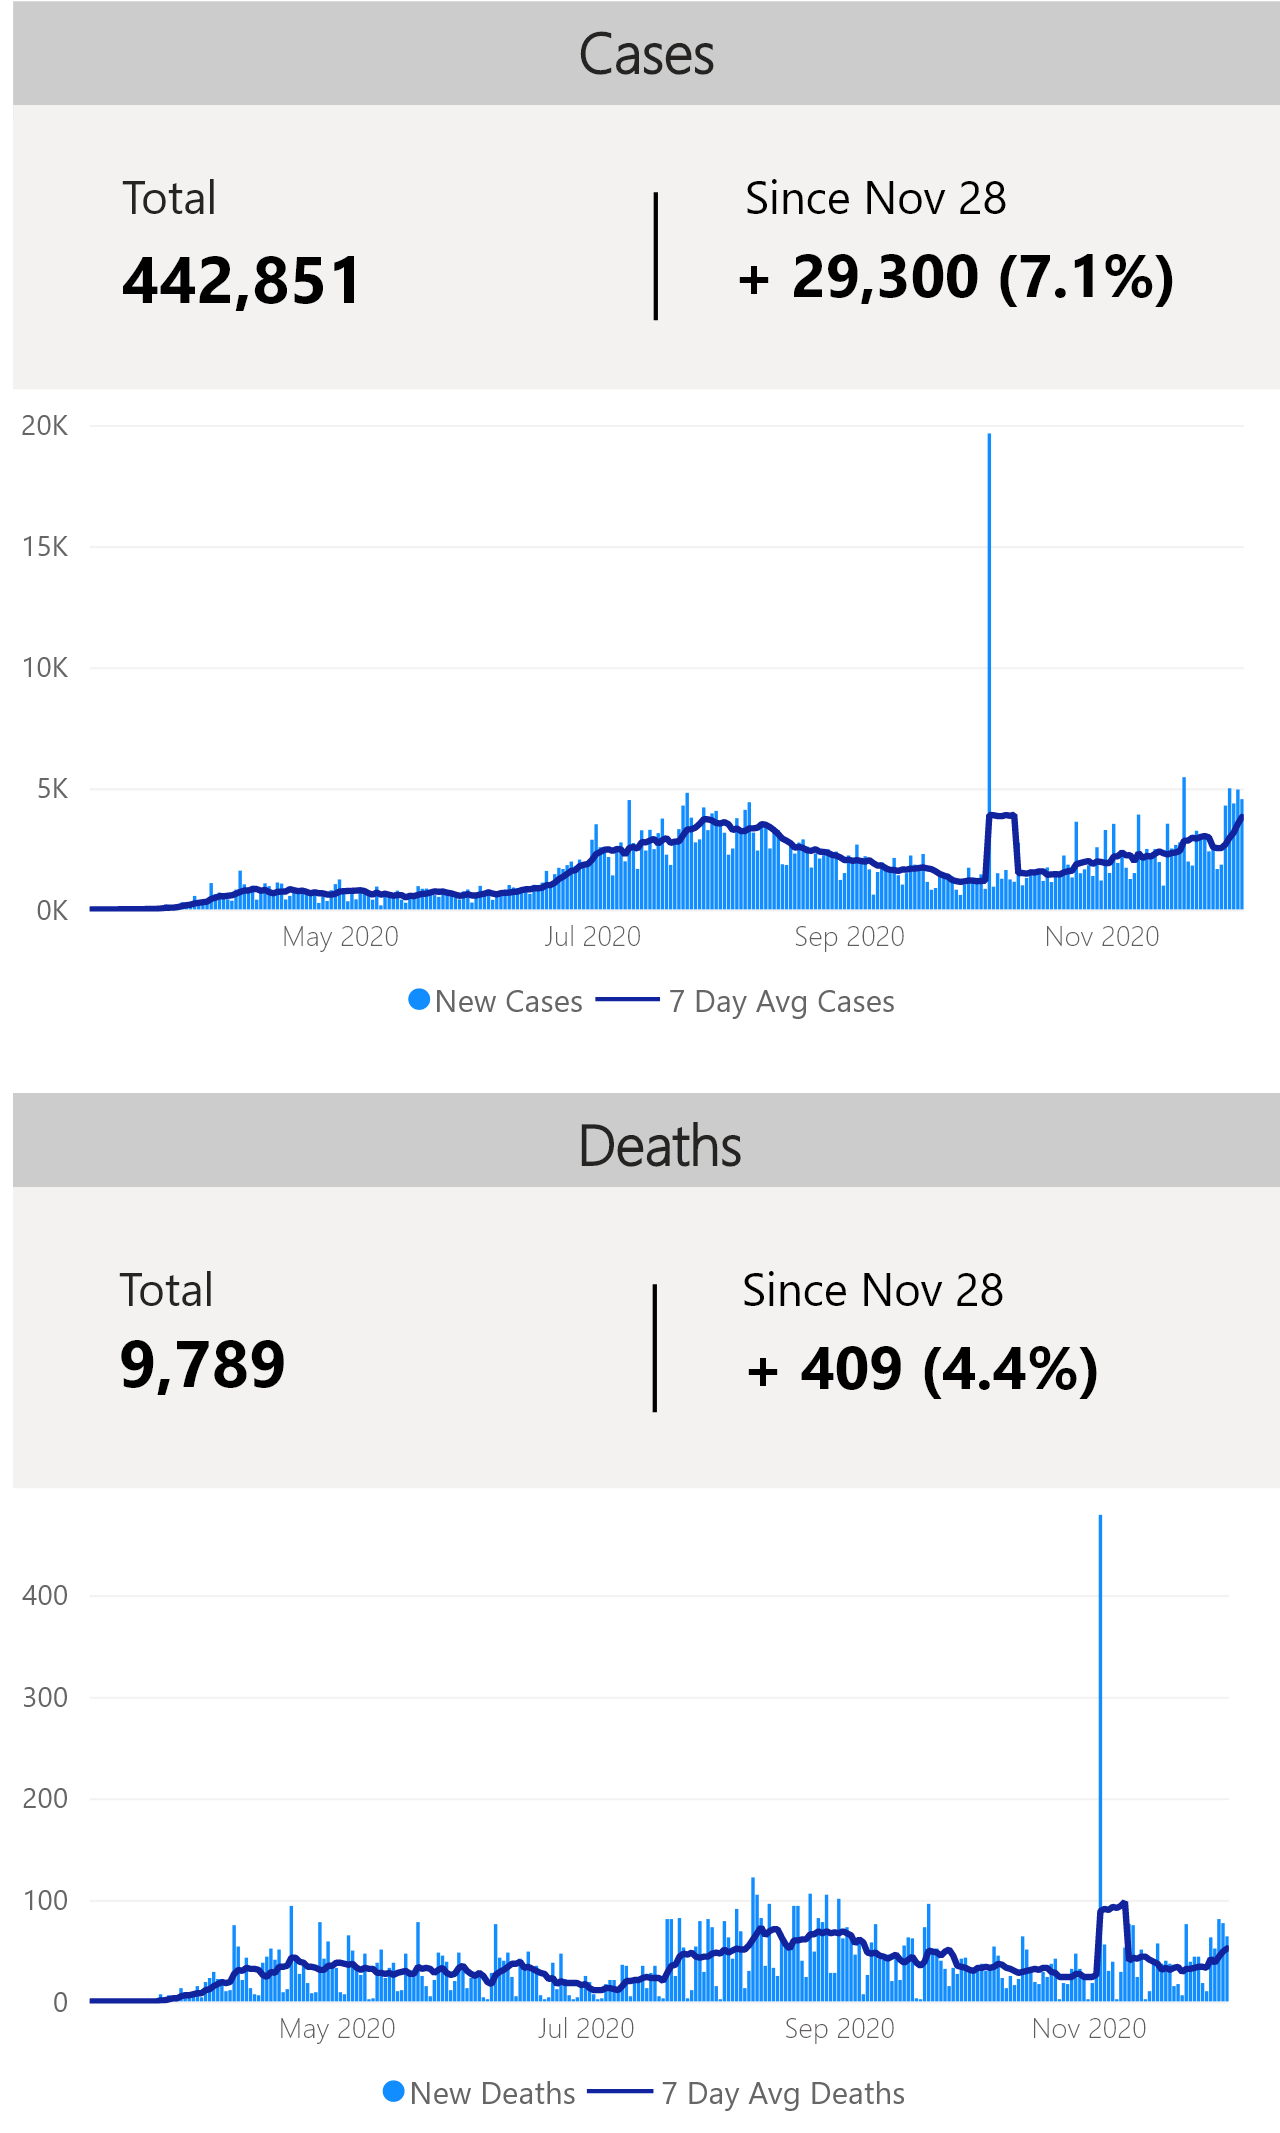 Cases
Total
Since Nov 28
442,851
+ 29,300 (7.1%)
20K
15K
10K
5K
0K
May 2020
Jul 2020
Sep 2020
Nov 2020
New Cases
7 Day Avg Cases
Deaths
Total
Since Nov 28
9,789
+ 409 (4.4%)
400
300
200
100
0
May 2020
Jul 2020
Sep 2020
Nov 2020
New Deaths
7 Day Avg Deaths